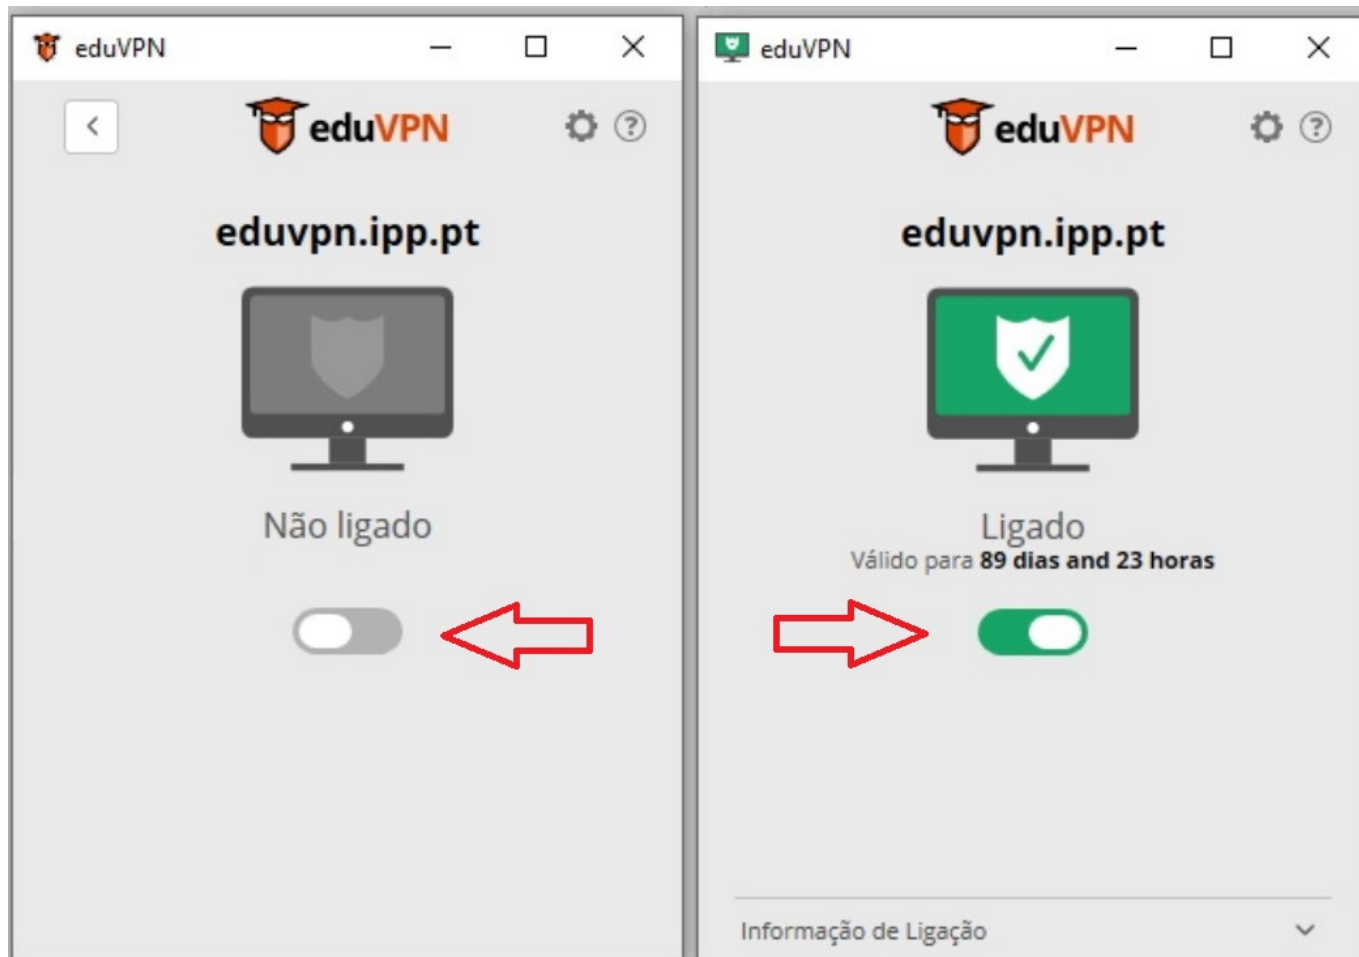 eduVPN
eduVPN
eduvpn.ipp.pt
Não ligado
eduVPN
eduVPN
eduvpn.ipp.pt
Ligado
Válido para 89 dias and 23 horas
Informação de Ligação